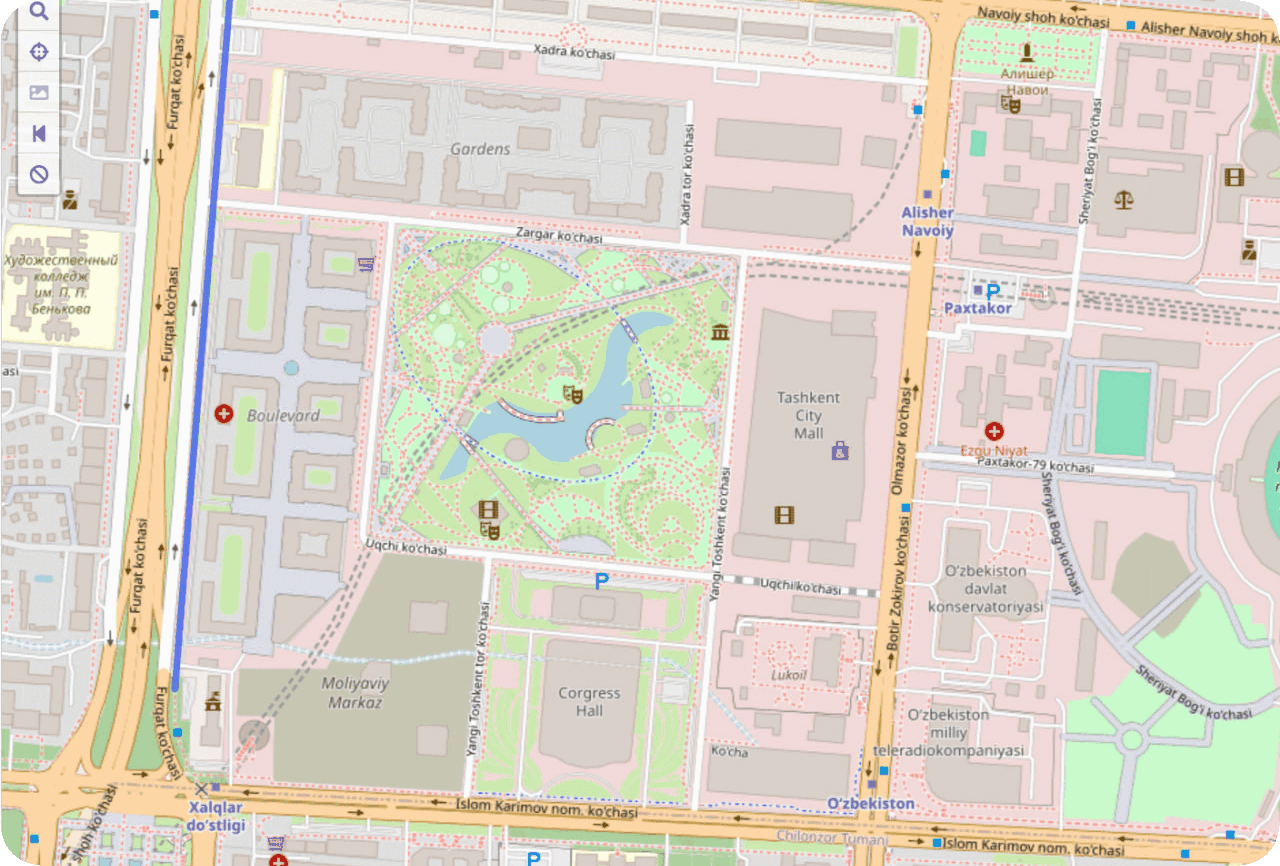 Navoiy shoh ko'chasi
Alisher Navoiy shoh k
Xadra ko'chasi
Furqat ko'chasi
Алишер
Навои
Gardens
Xadra tor ko'chasi
Sheriyat Bog'i ko'chasi
Alisher
Navoiy
Zargar ko'chasi
Художественный
колледж
им. П. П.
Бенькова
Furqat ko'chasi
P
Paxtakor
asi
Boulevard
Tashkent
City
Mall
Olmazor ko'chasi
Ezgu Niyat
Paxtakor-79 ko'chasi
Yangi Toshkent ko'chasi
Sheriyat Bog'i ko'chasi
Furqat ko'chasi
Uqchi ko'chasi
P
Uqchi ko'chasi
O'zbekiston
davlat
konservatoriyasi
Botir Zokirov ko'chasi
Yangi Toshkent tor ko'chasi
Moliyaviy
Markaz
Corgress
Hall
Lukoil
Sheriyat Bog'i ko'chasi
Furqat ko'chasi
O'zbekiston
milliy
teleradiokompaniyasi
Ko'cha
Xalqlar
do'stligi
Islom Karimov nom. ko'chasi
O'zbekiston
Chilonzor Tumani
Islom Karimov nom. ko'chasi
shoh ko'chasi
P